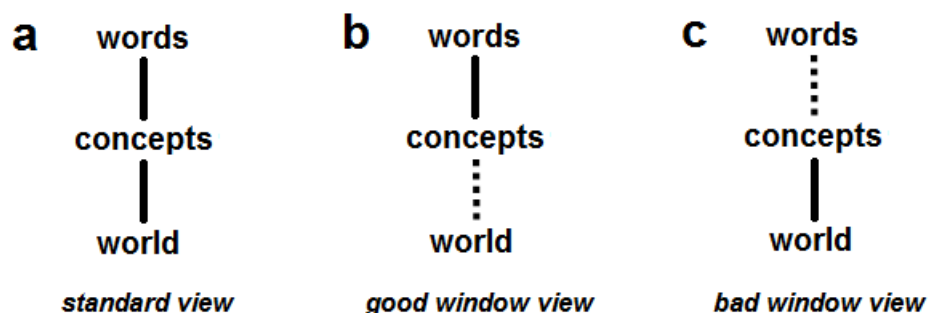 a words
concepts
world
standard view
b words
concepts
world
good window view
c words
concepts
world
bad window view